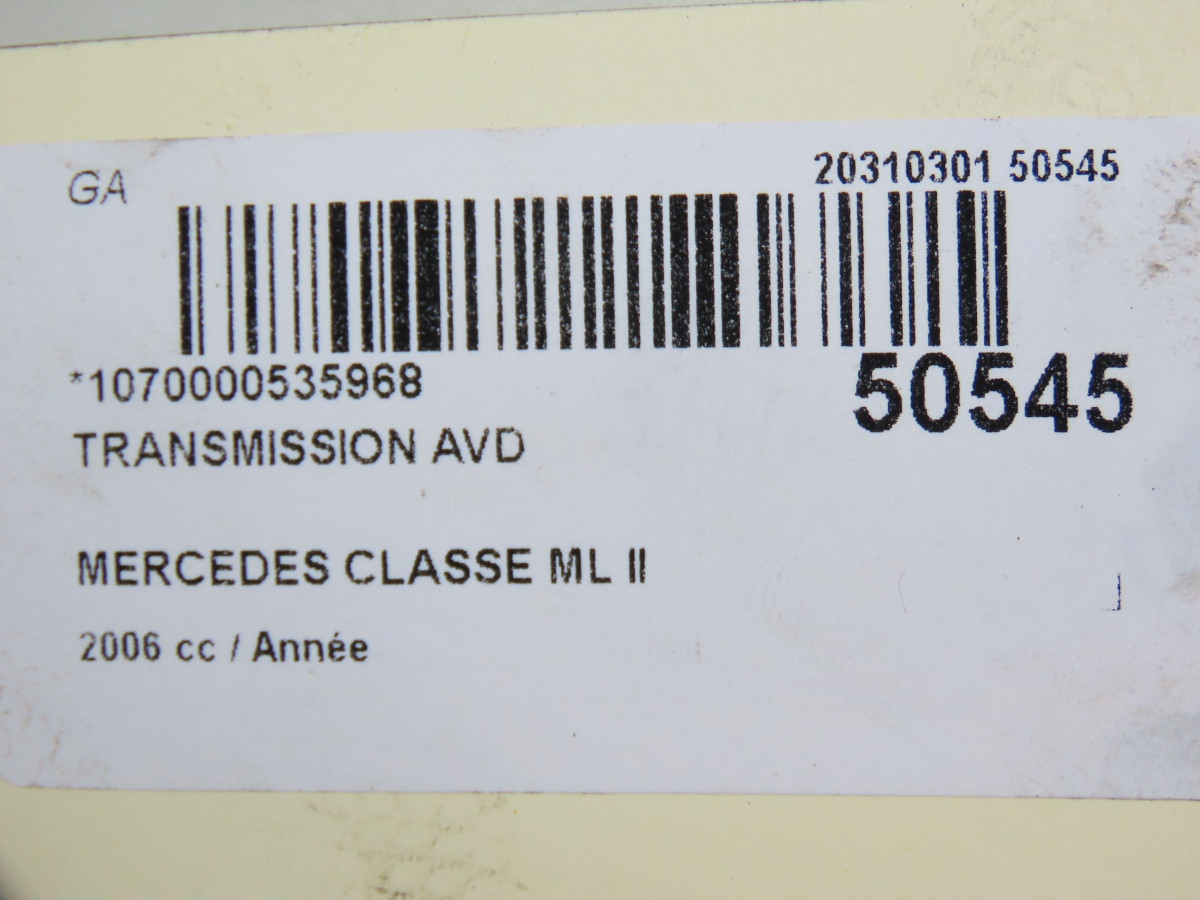 GA
20310301 50545
*1070000535968
50545
TRANSMISSION AVD
MERCEDES CLASSE ML II
2006 cc / Année